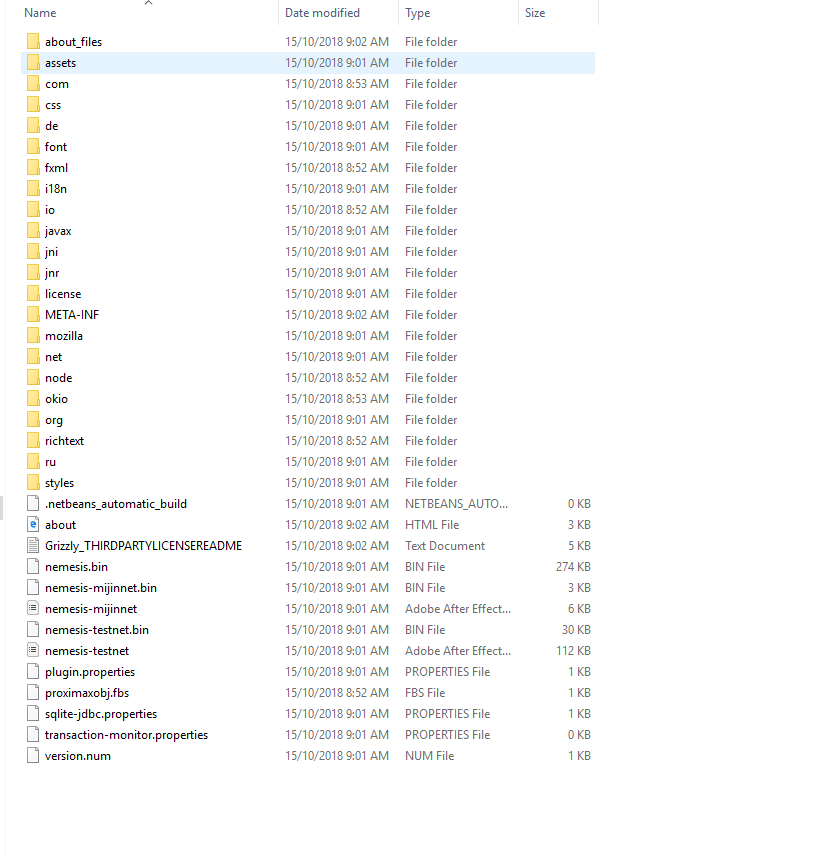 Name Date modified Type Size
about_files 15/10/2018 9:02 AM File folder
assets 15/10/2018 9:01 AM File folder
com 15/10/2018 8:53 AM File folder
css 15/10/2018 9:01 AM File folder
de 15/10/2018 9:01 AM File folder
font 15/10/2018 9:01 AM File folder
fxml 15/10/2018 8:52 AM File folder
i18n 15/10/2018 9:01 AM File folder
io 15/10/2018 8:52 AM File folder
javax 15/10/2018 9:01 AM File folder
jni 15/10/2018 9:01 AM File folder
jnr 15/10/2018 9:01 AM File folder
license 15/10/2018 9:01 AM File folder
META-INF 15/10/2018 9:02 AM File folder
mozilla 15/10/2018 9:01 AM File folder
net 15/10/2018 9:01 AM File folder
node 15/10/2018 8:52 AM File folder
okio 15/10/2018 8:53 AM File folder
org 15/10/2018 9:01 AM File folder
richtext 15/10/2018 8:52 AM File folder
ru 15/10/2018 9:01 AM File folder
styles 15/10/2018 9:01 AM File folder
.netbeans_automatic_build 15/10/2018 9:01 AM NETBEANS_AUTO... 0 KB
about 15/10/2018 9:02 AM HTML File 3 KB
Grizzly_THIRDPARTYLICENSEREADME 15/10/2018 9:02 AM Text Document 5 KB
nemesis.bin 15/10/2018 9:01 AM BIN File 274 KB
nemesis-mijinnet.bin 15/10/2018 9:01 AM BIN File 3 KB
nemesis-mijinnet 15/10/2018 9:01 AM Adobe After Effect... 6 KB
nemesis-testnet.bin 15/10/2018 9:01 AM BIN File 30 KB
nemesis-testnet 15/10/2018 9:01 AM Adobe After Effect... 112 KB
plugin.properties 15/10/2018 9:01 AM PROPERTIES File 1 KB
proximaxobj.fbs 15/10/2018 8:52 AM FBS File 1 KB
sqlite-jdbc.properties 15/10/2018 9:01 AM PROPERTIES File 1 KB
transaction-monitor.properties 15/10/2018 9:01 AM PROPERTIES File 0 KB
version.num 15/10/2018 9:01 AM NUM File 1 KB